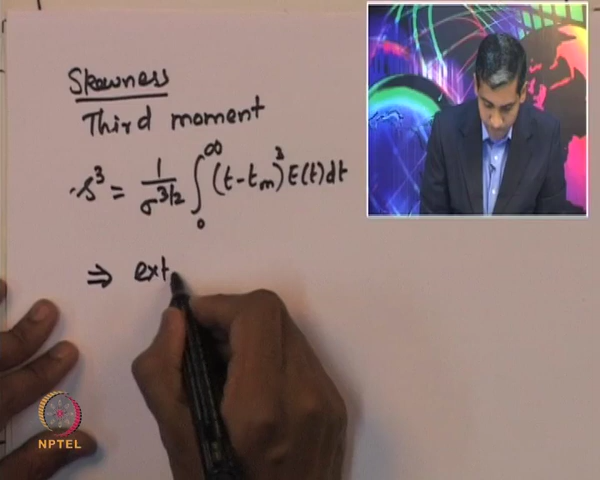 Skewness
Third moment
s³ = 1/σ^(3/2) ∫₀^∞ (t - tₘ)³ E(t) dt
⇒ ext
NPTEL